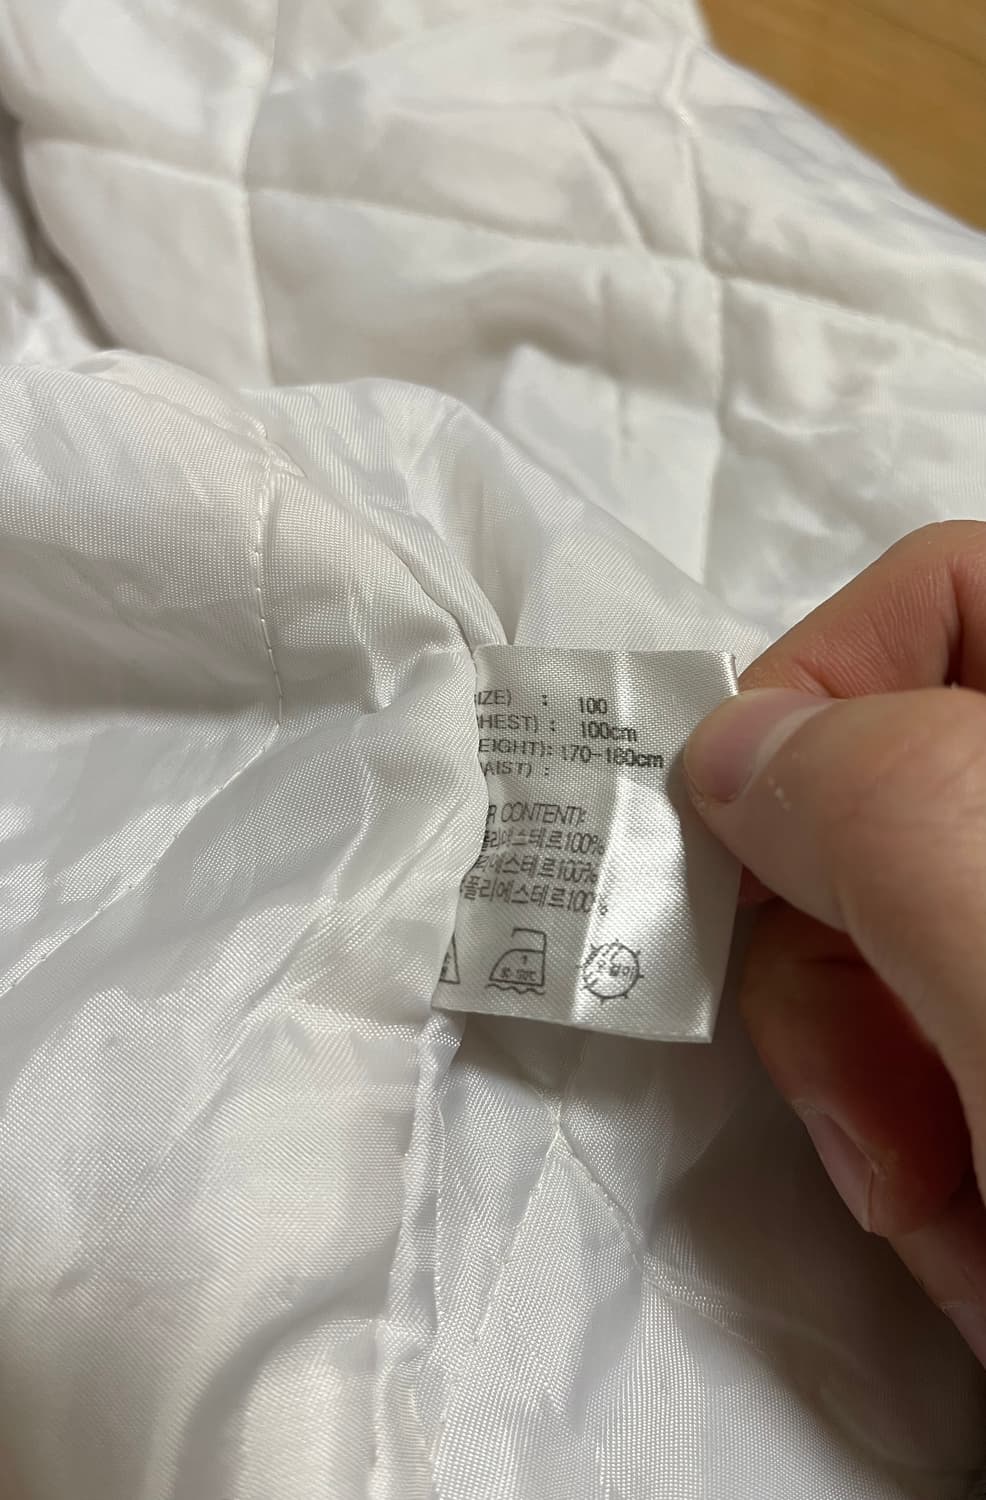 IZE) : 100
HEST) : 100cm
EIGHT): 170-180cm
AIST) :
R CONTENT):
폴리에스테르100%
리에스테르100%
폴리에스테르100%